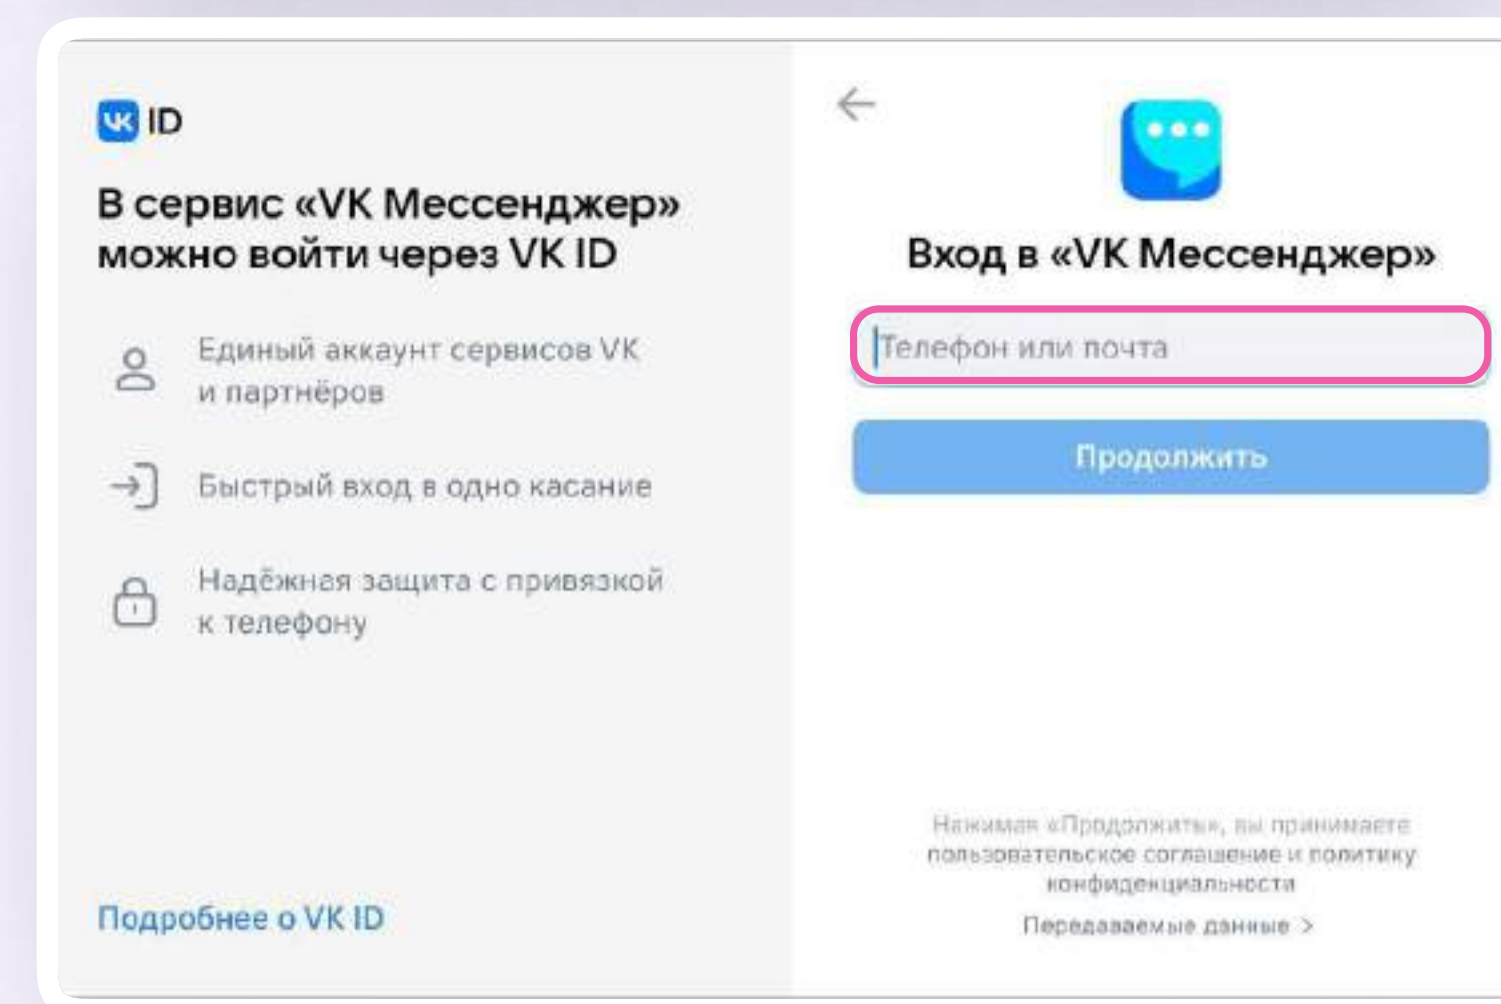 VK ID
В сервис «VK Мессенджер»
можно войти через VK ID
Единый аккаунт сервисов VK
и партнёров
Быстрый вход в одно касание
Надёжная защита с привязкой
к телефону
Подробнее о VK ID
Вход в «VK Мессенджер»
Телефон или почта
Продолжить
Нажимая «Продолжить», вы принимаете
пользовательское соглашение и политику
конфиденциальности
Передаваемые данные >